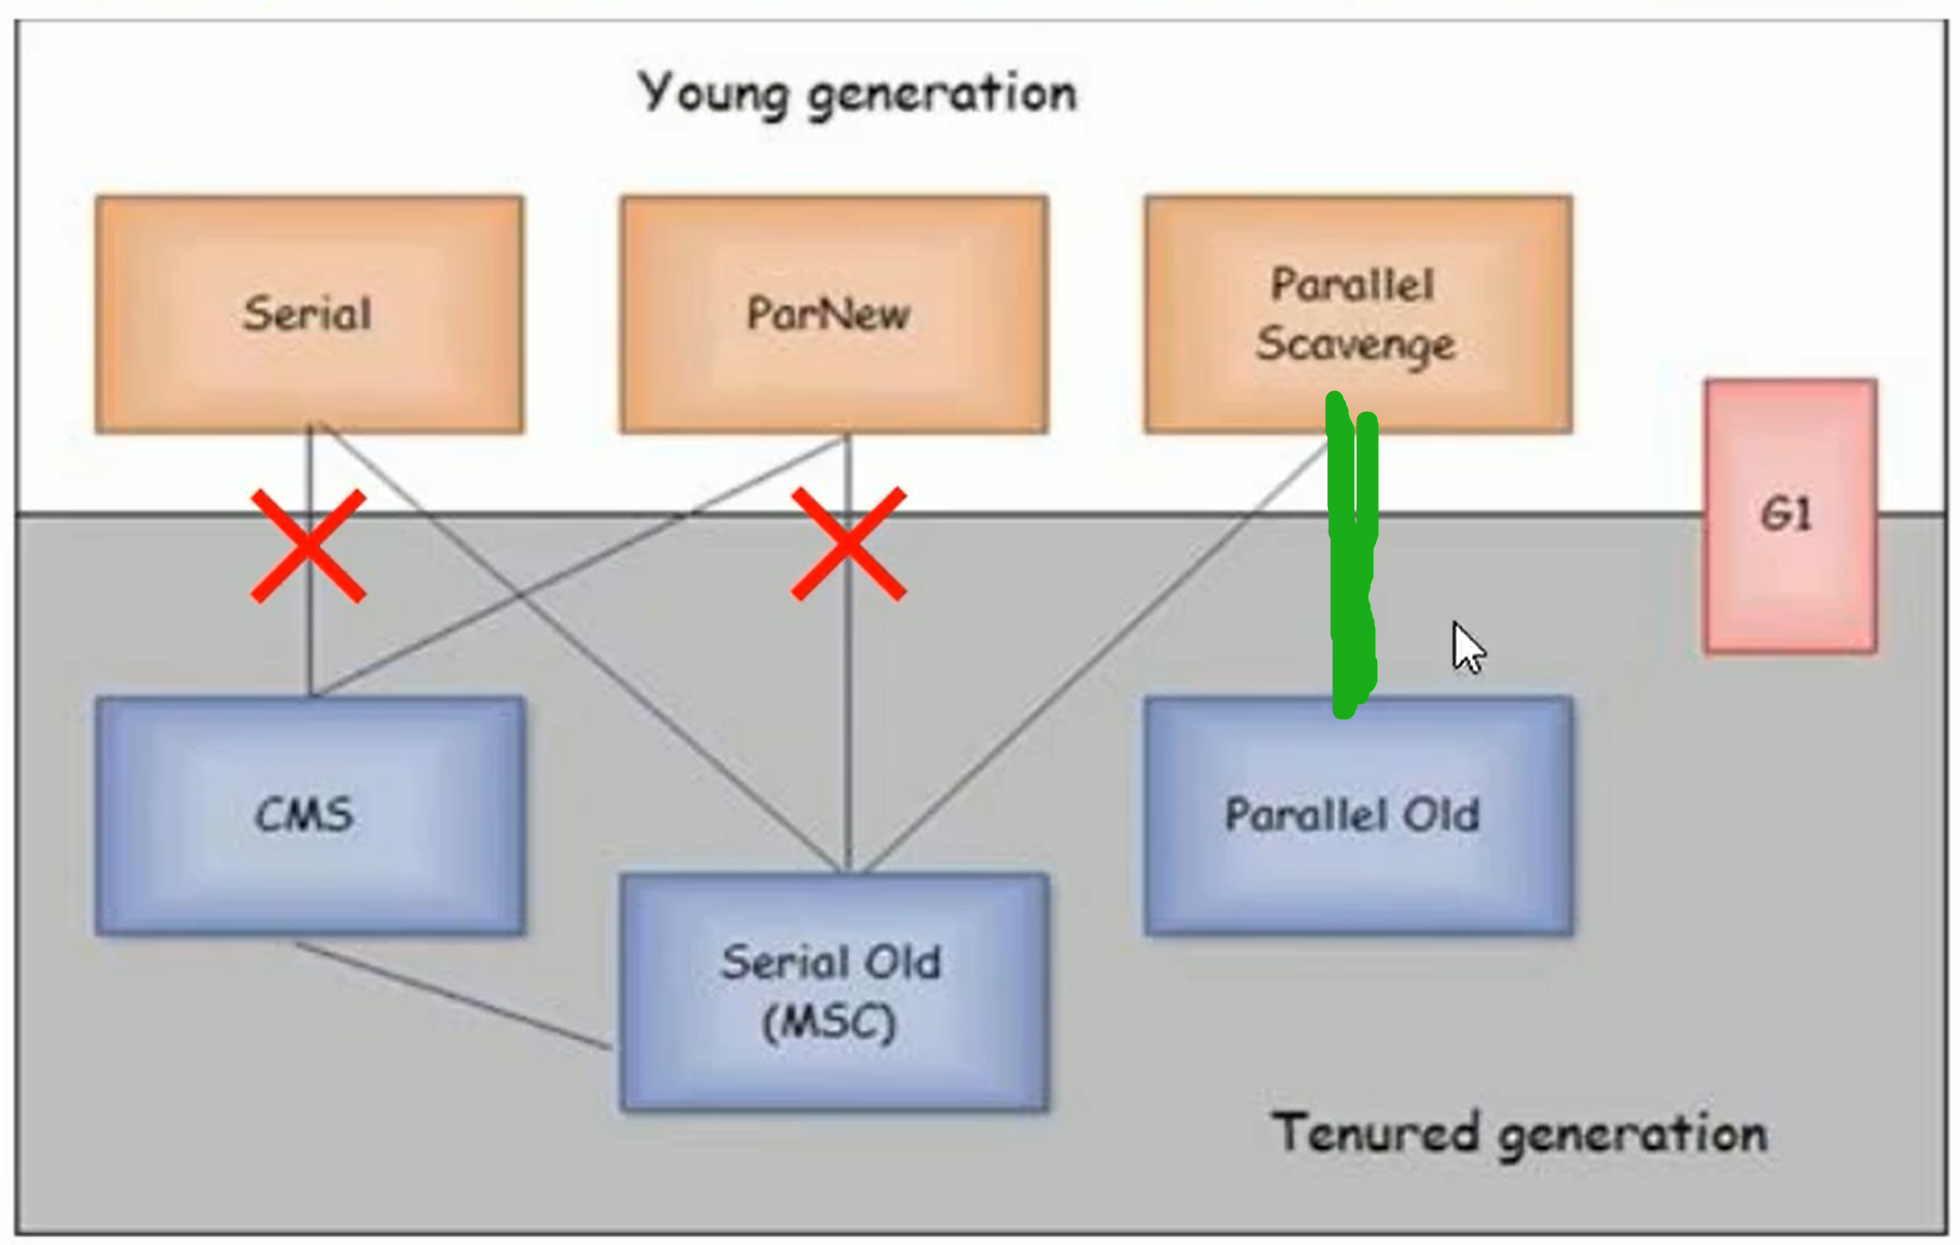 Young generation
Serial
ParNew
Parallel
Scavenge
G1
CMS
Parallel Old
Serial Old
(MSC)
Tenured generation